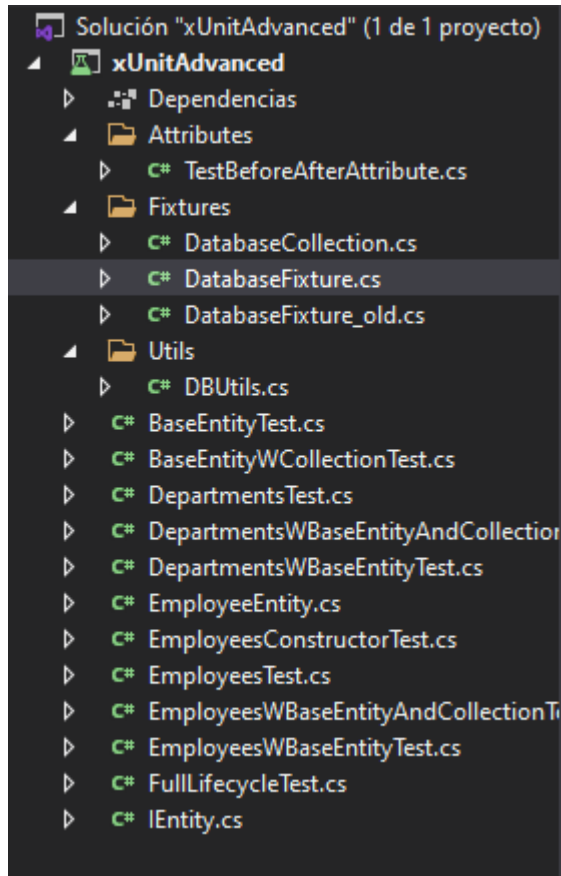 Solución "xUnitAdvanced" (1 de 1 proyecto)
xUnitAdvanced
Dependencias
Attributes
C# TestBeforeAfterAttribute.cs
Fixtures
C# DatabaseCollection.cs
C# DatabaseFixture.cs
C# DatabaseFixture_old.cs
Utils
C# DBUtils.cs
C# BaseEntityTest.cs
C# BaseEntityWCollectionTest.cs
C# DepartmentsTest.cs
C# DepartmentsWBaseEntityAndCollection
C# DepartmentsWBaseEntityTest.cs
C# EmployeeEntity.cs
C# EmployeesConstructorTest.cs
C# EmployeesTest.cs
C# EmployeesWBaseEntityAndCollectionT
C# EmployeesWBaseEntityTest.cs
C# FullLifecycleTest.cs
C# IEntity.cs